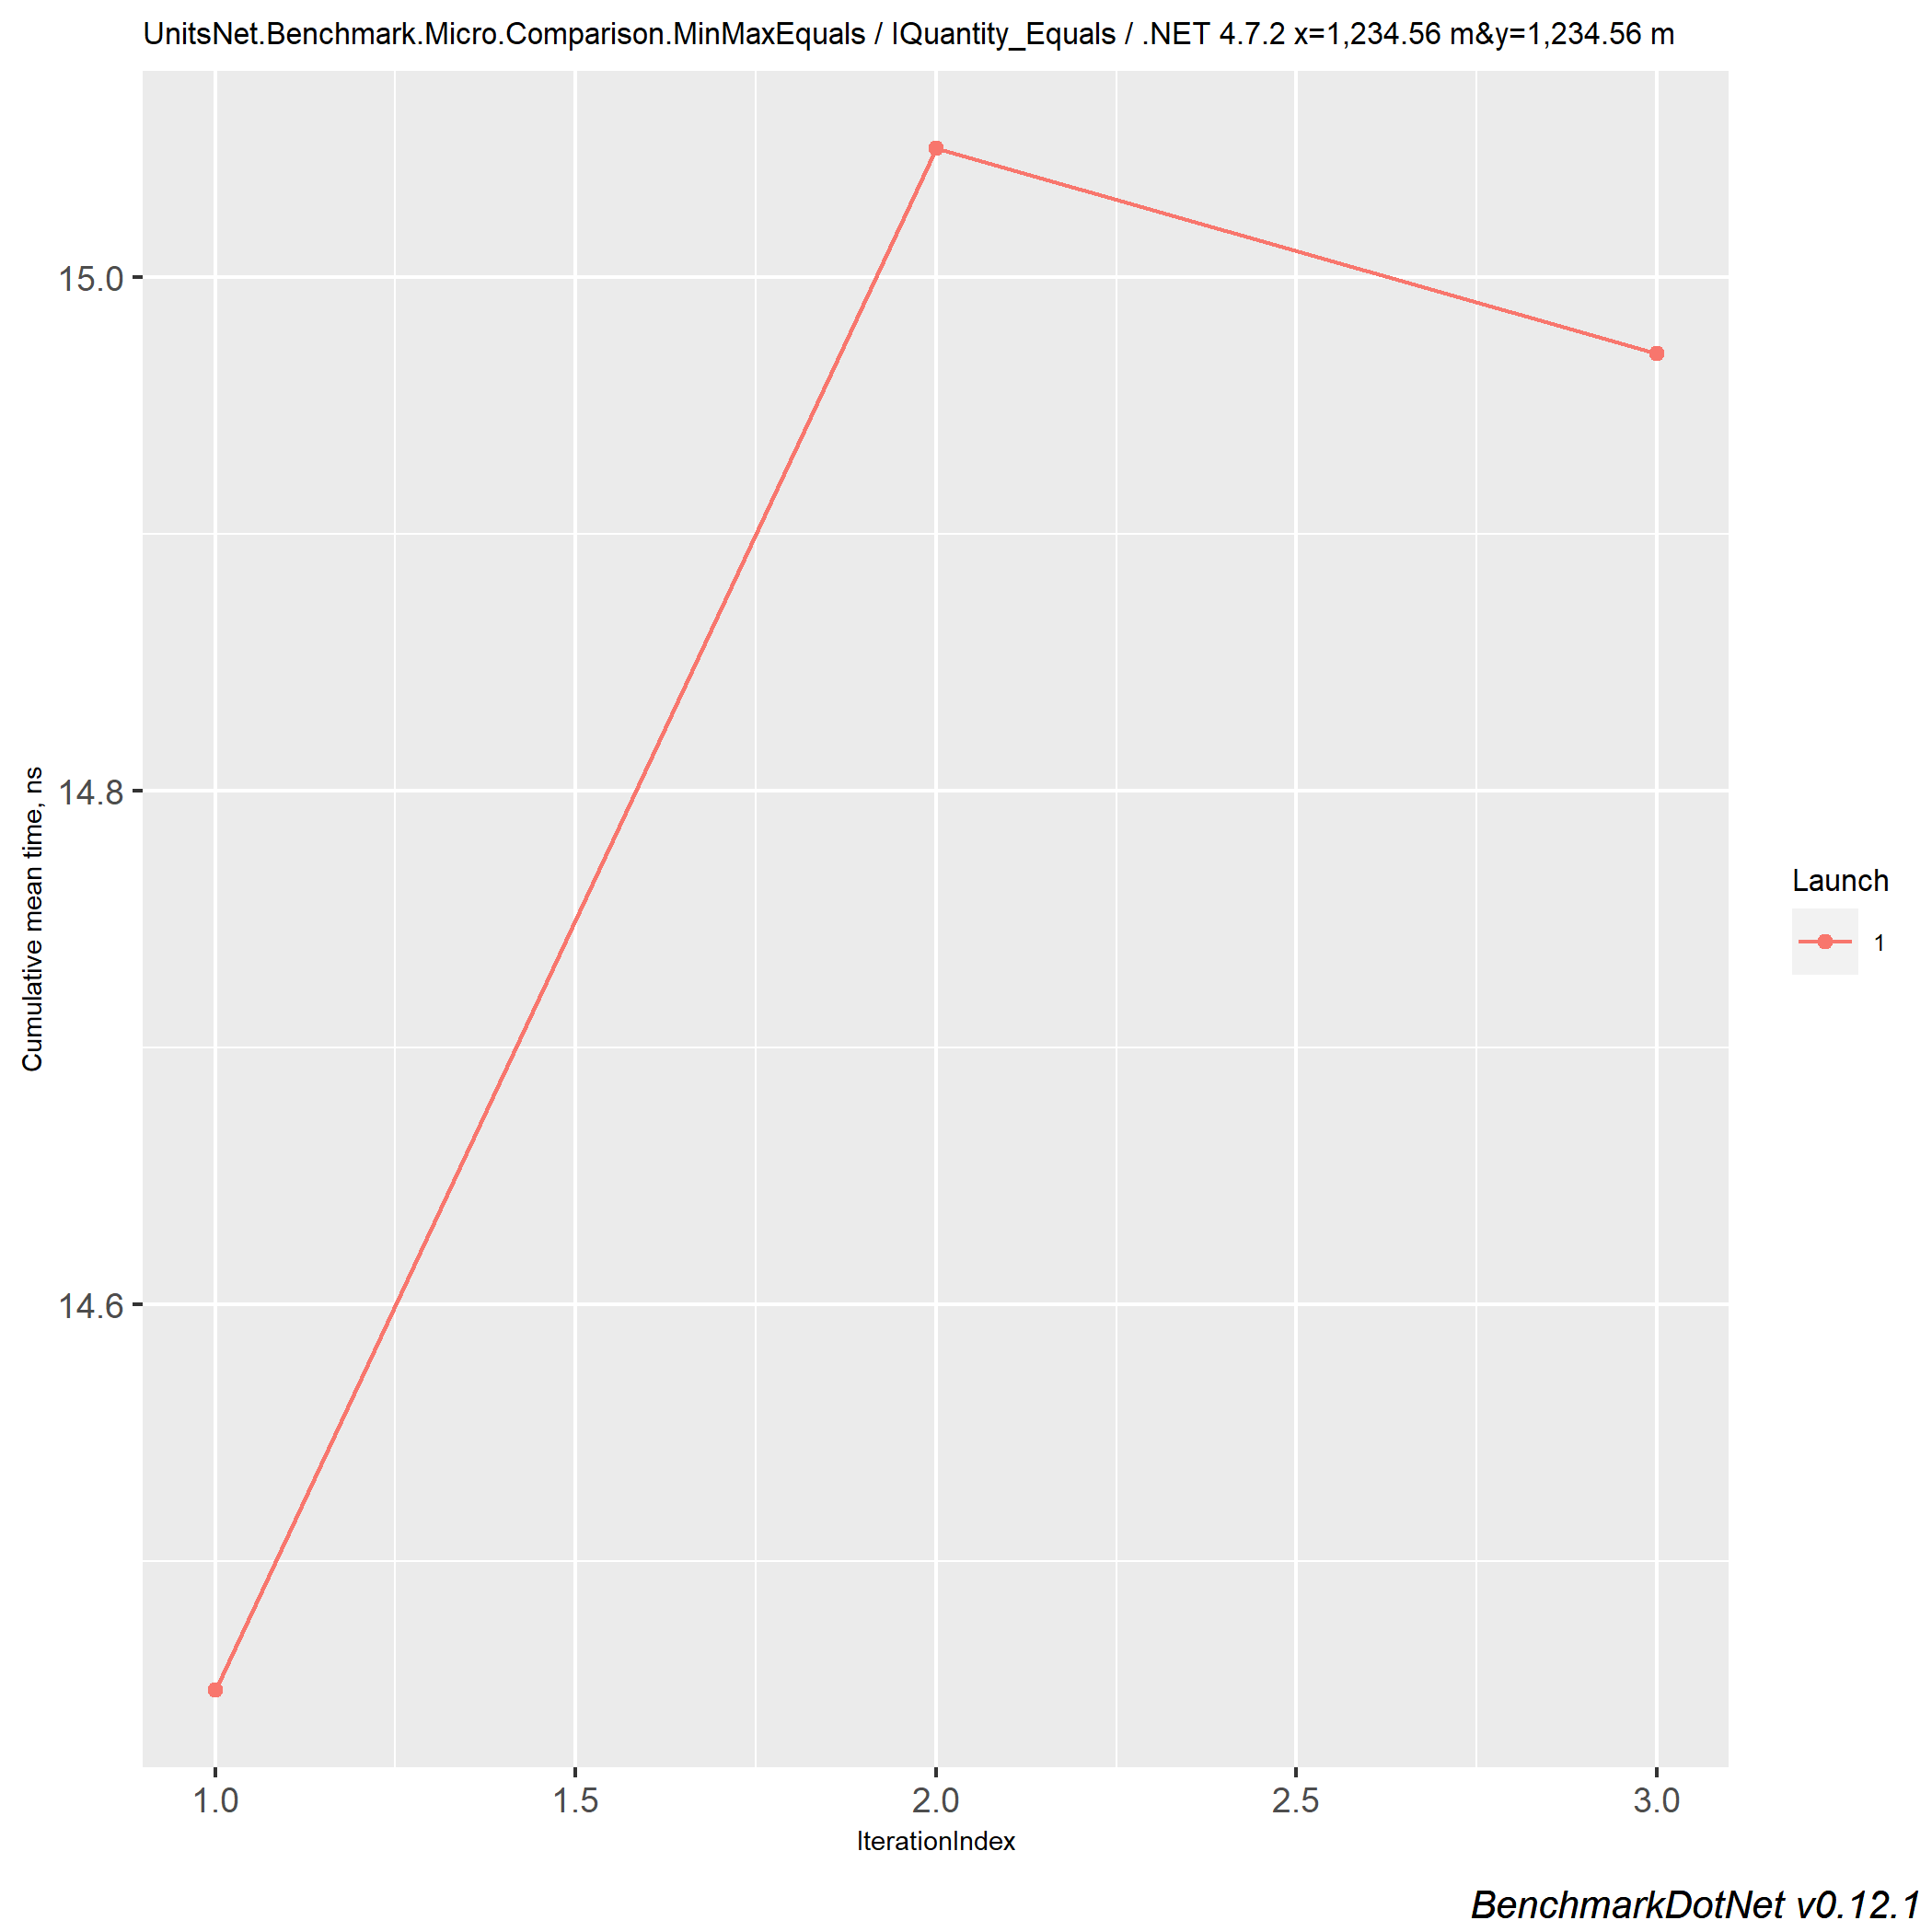 UnitsNet.Benchmark.Micro.Comparison.MinMaxEquals / IQuantity_Equals / .NET 4.7.2 x=1,234.56 m&y=1,234.56 m
15.0
14.8
14.6
Cumulative mean time, ns
1.0 1.5 2.0 2.5 3.0
IterationIndex
Launch
1
BenchmarkDotNet v0.12.1